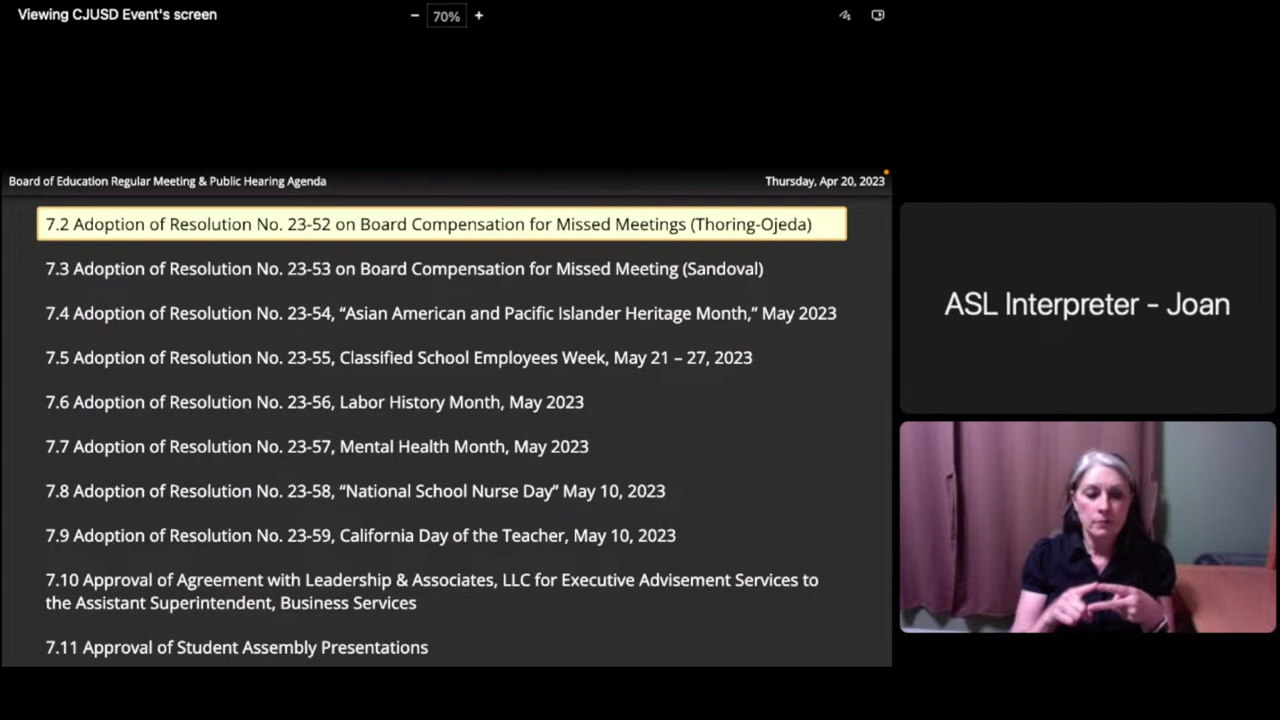 Viewing CJUSD Event's screen
− 70% +
Board of Education Regular Meeting & Public Hearing Agenda
Thursday, Apr 20, 2023
7.2 Adoption of Resolution No. 23-52 on Board Compensation for Missed Meetings (Thoring-Ojeda)
7.3 Adoption of Resolution No. 23-53 on Board Compensation for Missed Meeting (Sandoval)
7.4 Adoption of Resolution No. 23-54, “Asian American and Pacific Islander Heritage Month,” May 2023
7.5 Adoption of Resolution No. 23-55, Classified School Employees Week, May 21 – 27, 2023
7.6 Adoption of Resolution No. 23-56, Labor History Month, May 2023
7.7 Adoption of Resolution No. 23-57, Mental Health Month, May 2023
7.8 Adoption of Resolution No. 23-58, “National School Nurse Day” May 10, 2023
7.9 Adoption of Resolution No. 23-59, California Day of the Teacher, May 10, 2023
7.10 Approval of Agreement with Leadership & Associates, LLC for Executive Advisement Services to
the Assistant Superintendent, Business Services
7.11 Approval of Student Assembly Presentations
ASL Interpreter - Joan